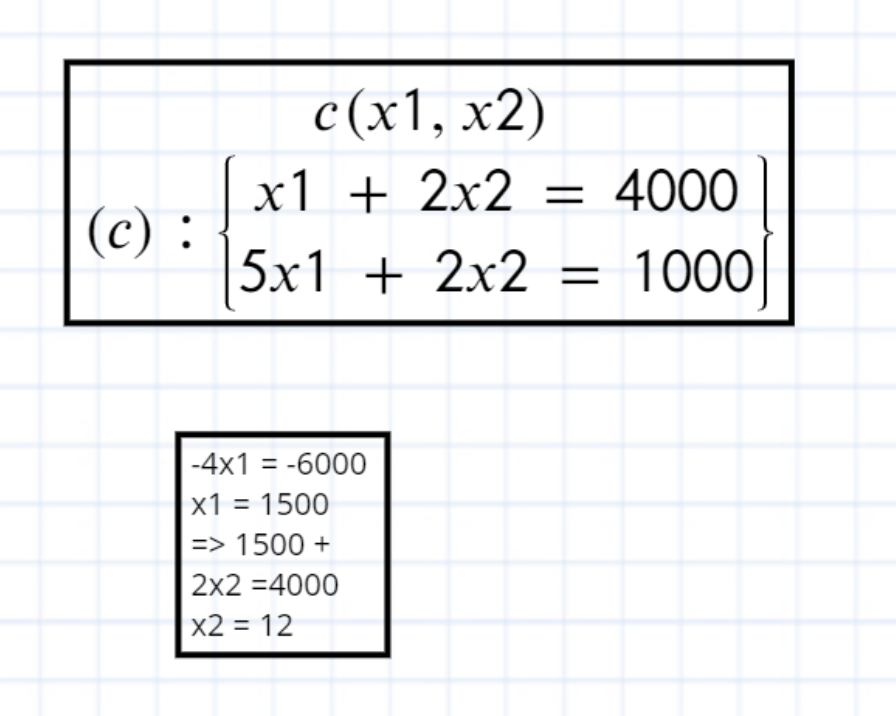 c(x1, x2)
(c) : { x1 + 2x2 = 4000
5x1 + 2x2 = 1000 }
-4x1 = -6000
x1 = 1500
=> 1500 +
2x2 =4000
x2 = 12